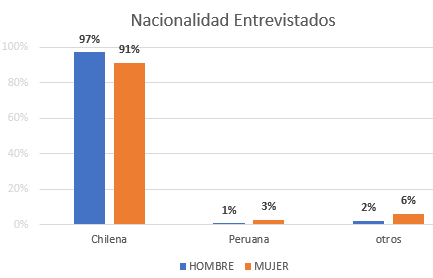 Nacionalidad Entrevistados
100%
80%
60%
40%
20%
0%
97%
91%
1%
3%
2%
6%
Chilena
Peruana
otros
HOMBRE
MUJER